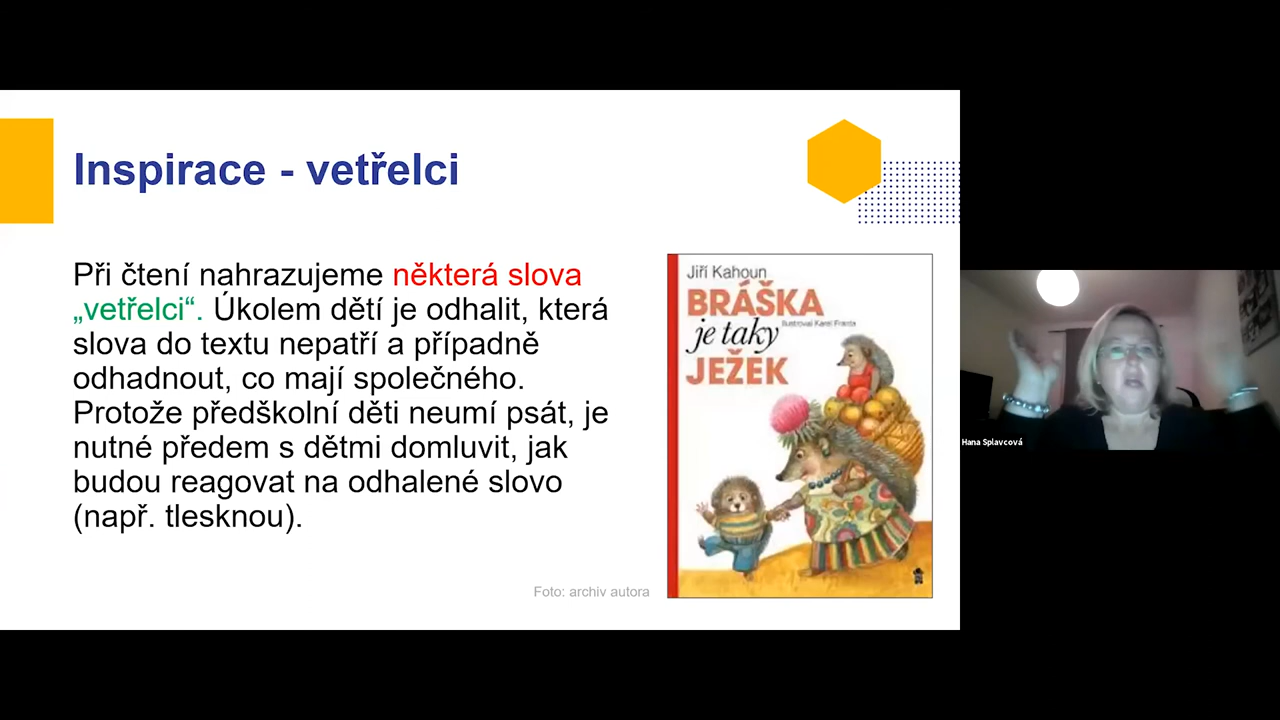 Inspirace - vetřelci
Při čtení nahrazujeme některá slova
„vetřelci“. Úkolem dětí je odhalit, která
slova do textu nepatří a případně
odhadnout, co mají společného.
Protože předškolní děti neumí psát, je
nutné předem s dětmi domluvit, jak
budou reagovat na odhalené slovo
(např. tlesknou).
Foto: archiv autora
Jiří Kahoun
BRÁŠKA
je taky
Ilustroval Karel Franta
JEŽEK
Hana Splavcová